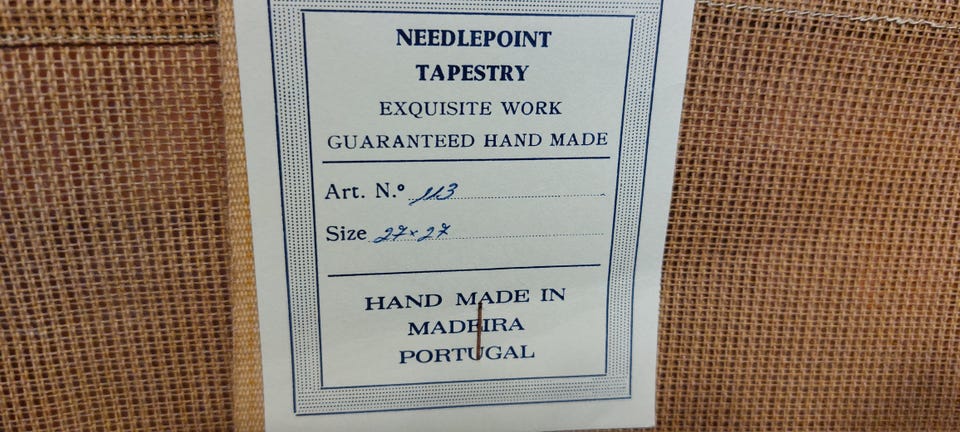 NEEDLEPOINT
TAPESTRY
EXQUISITE WORK
GUARANTEED HAND MADE
Art. N.º 113
Size 27×27
HAND MADE IN
MADEIRA
PORTUGAL